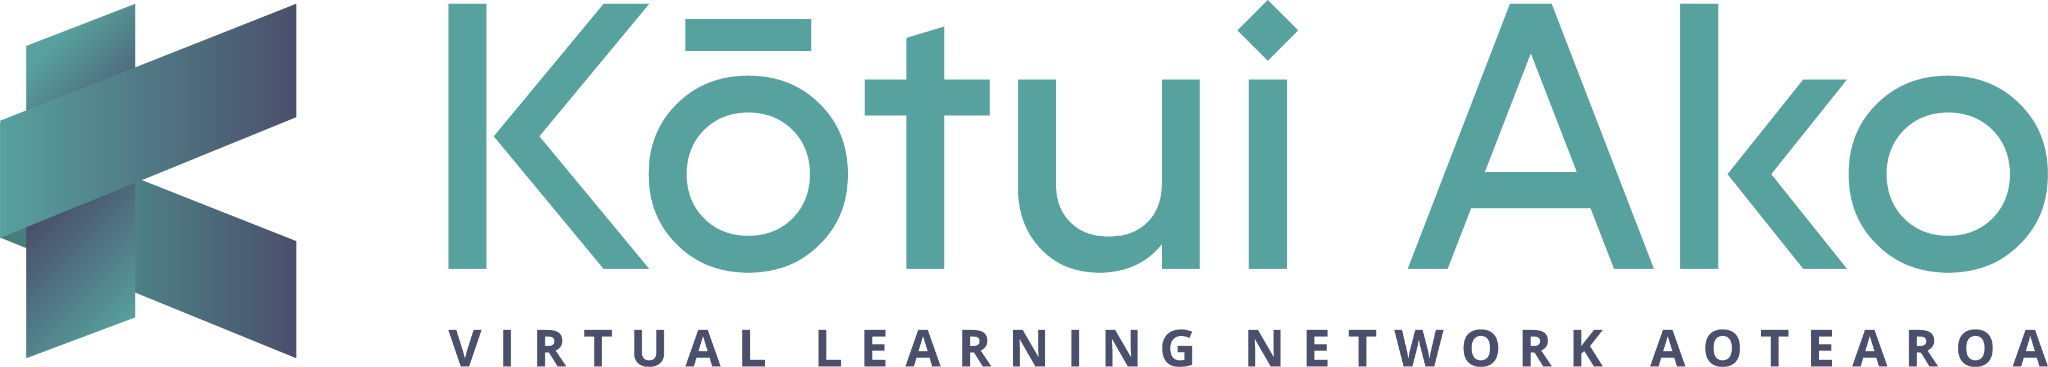 Kōtui Ako
VIRTUAL LEARNING NETWORK AOTEAROA